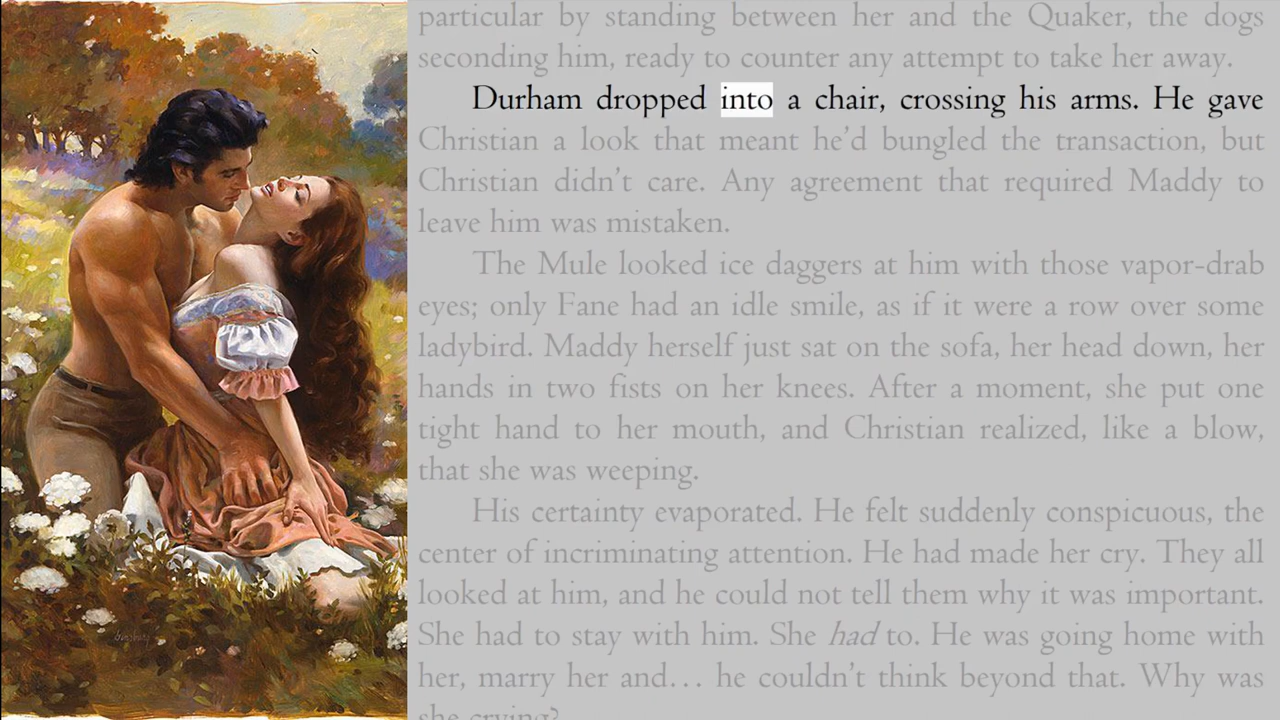 particular by standing between her and the Quaker, the dogs
seconding him, ready to counter any attempt to take her away.
Durham dropped into a chair, crossing his arms. He gave
Christian a look that meant he’d bungled the transaction, but
Christian didn’t care. Any agreement that required Maddy to
leave him was mistaken.
The Mule looked ice daggers at him with those vapor-drab
eyes; only Fane had an idle smile, as if it were a row over some
ladybird. Maddy herself just sat on the sofa, her head down, her
hands in two fists on her knees. After a moment, she put one
tight hand to her mouth, and Christian realized, like a blow,
that she was weeping.
His certainty evaporated. He felt suddenly conspicuous, the
center of incriminating attention. He had made her cry. They all
looked at him, and he could not tell them why it was important.
She had to stay with him. She had to. He was going home with
her, marry her and… he couldn’t think beyond that. Why was
she crying?